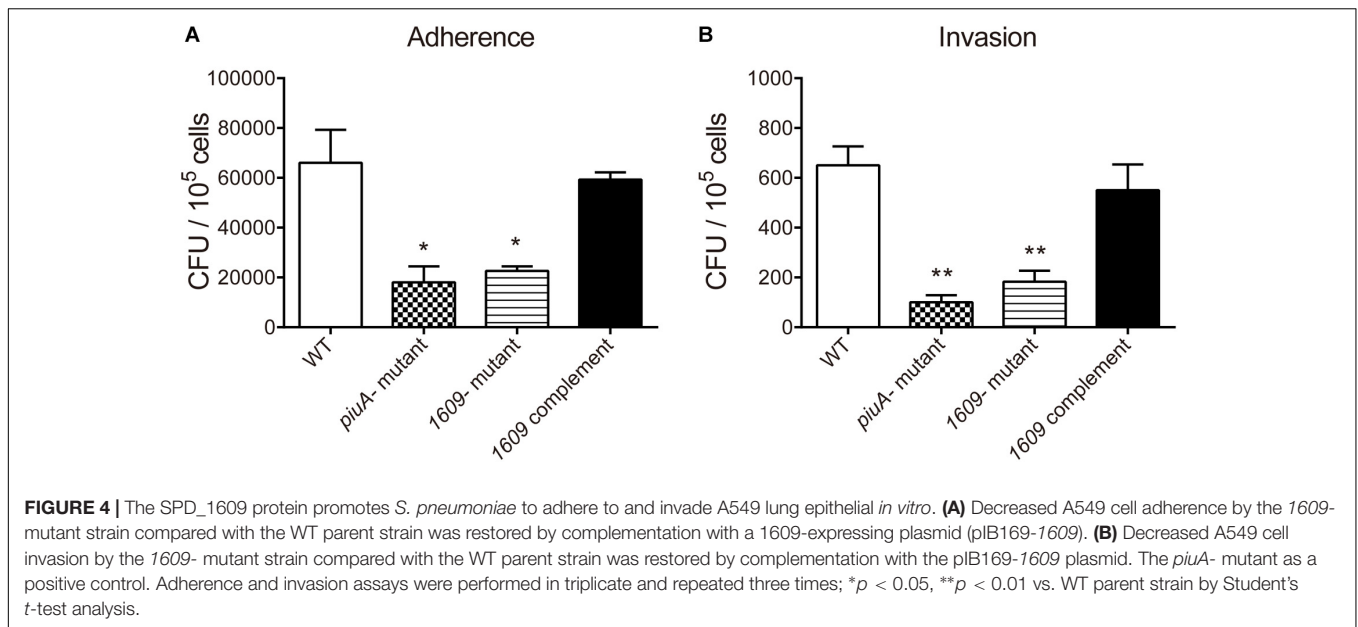 A
Adherence
CFU / 10⁵ cells
100000
80000
60000
40000
20000
0
*
*
WT
piuA- mutant
1609- mutant
1609 complement
B
Invasion
CFU / 10⁵ cells
1000
800
600
400
200
0
**
**
WT
piuA- mutant
1609- mutant
1609 complement
FIGURE 4 | The SPD_1609 protein promotes S. pneumoniae to adhere to and invade A549 lung epithelial in vitro. (A) Decreased A549 cell adherence by the 1609-
mutant strain compared with the WT parent strain was restored by complementation with a 1609-expressing plasmid (pIB169-1609). (B) Decreased A549 cell
invasion by the 1609- mutant strain compared with the WT parent strain was restored by complementation with the pIB169-1609 plasmid. The piuA- mutant as a
positive control. Adherence and invasion assays were performed in triplicate and repeated three times; *p < 0.05, **p < 0.01 vs. WT parent strain by Student's
t-test analysis.